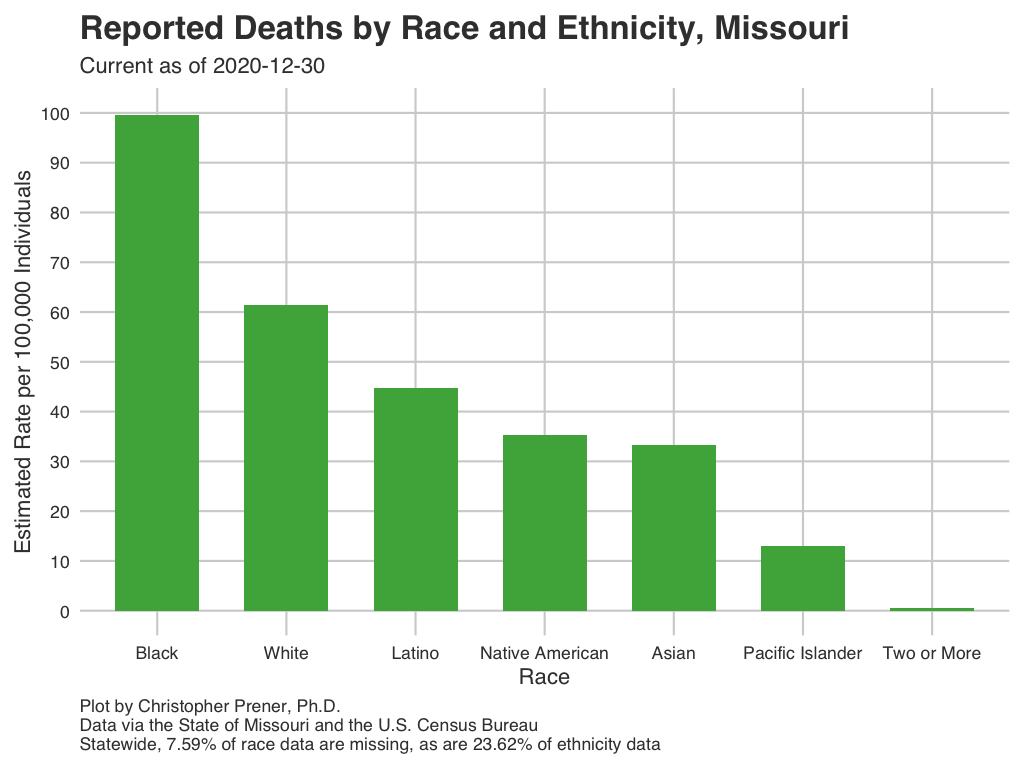 Reported Deaths by Race and Ethnicity, Missouri
Current as of 2020-12-30
Estimated Rate per 100,000 Individuals
100
90
80
70
60
50
40
30
20
10
0
Black White Latino Native American Asian Pacific Islander Two or More
Race
Plot by Christopher Prener, Ph.D.
Data via the State of Missouri and the U.S. Census Bureau
Statewide, 7.59% of race data are missing, as are 23.62% of ethnicity data